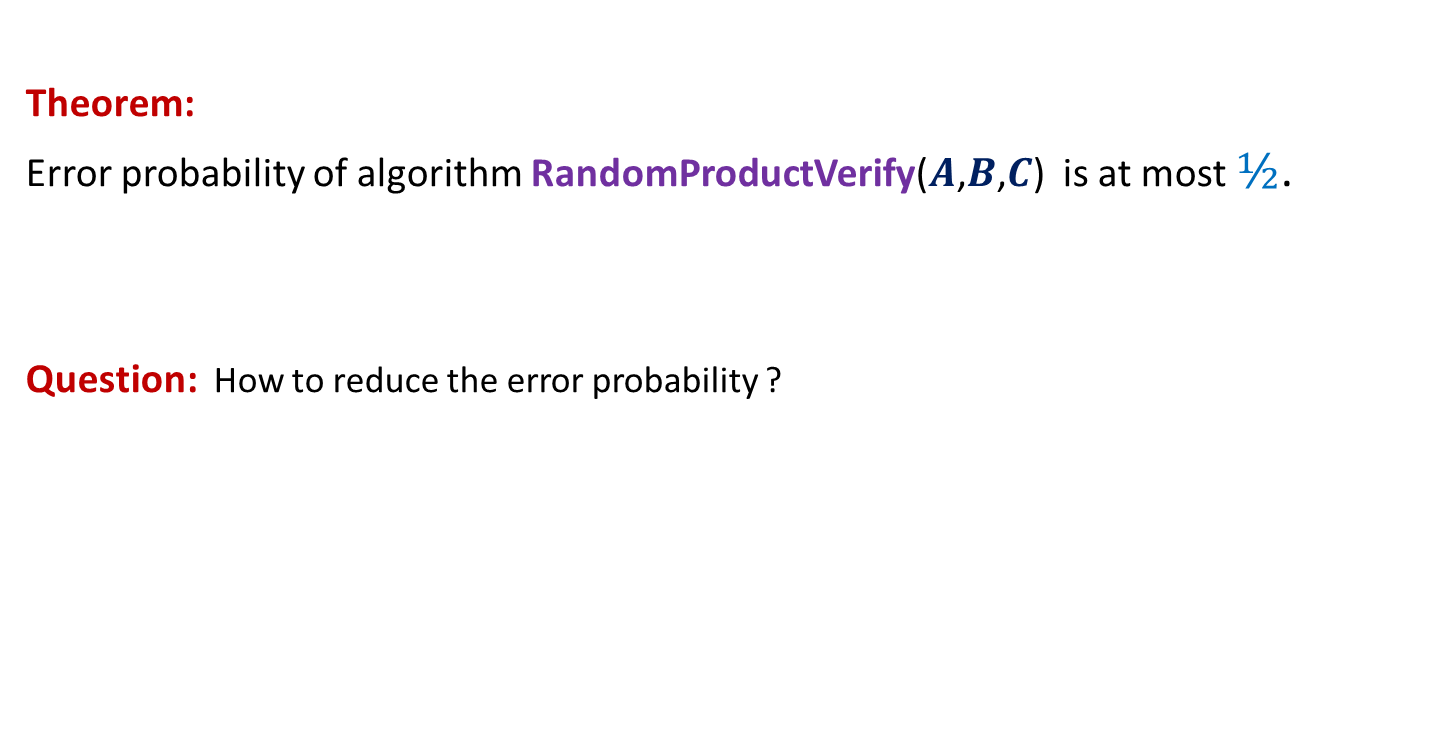 Theorem:
Error probability of algorithm RandomProductVerify(A,B,C) is at most ½.
Question: How to reduce the error probability ?